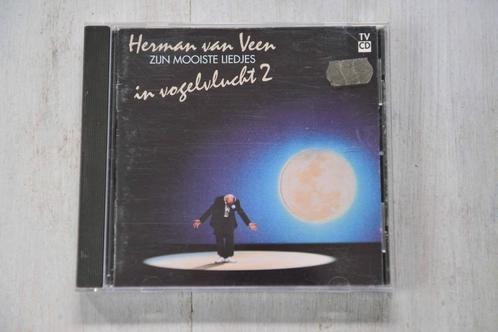 Herman van Veen
ZIJN MOOISTE LIEDJES
in vogelvlucht 2
TV
CD